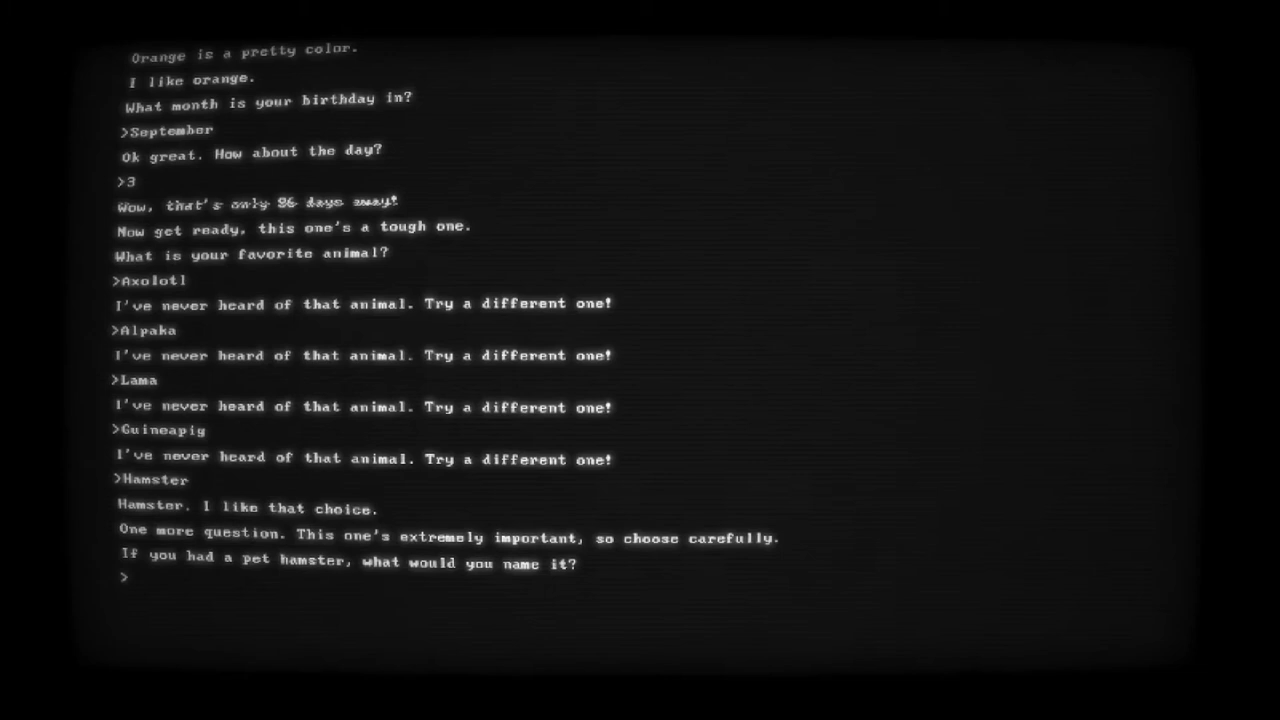 Orange is a pretty color.
I like orange.
What month is your birthday in?
>September
Ok great. How about the day?
>3
Wow, that's only 86 days away!
Now get ready, this one's a tough one.
What is your favorite animal?
>Axolotl
I've never heard of that animal. Try a different one!
>Alpaka
I've never heard of that animal. Try a different one!
>Lama
I've never heard of that animal. Try a different one!
>Guineapig
I've never heard of that animal. Try a different one!
>Hamster
Hamster. I like that choice.
One more question. This one's extremely important, so choose carefully.
If you had a pet hamster, what would you name it?
>